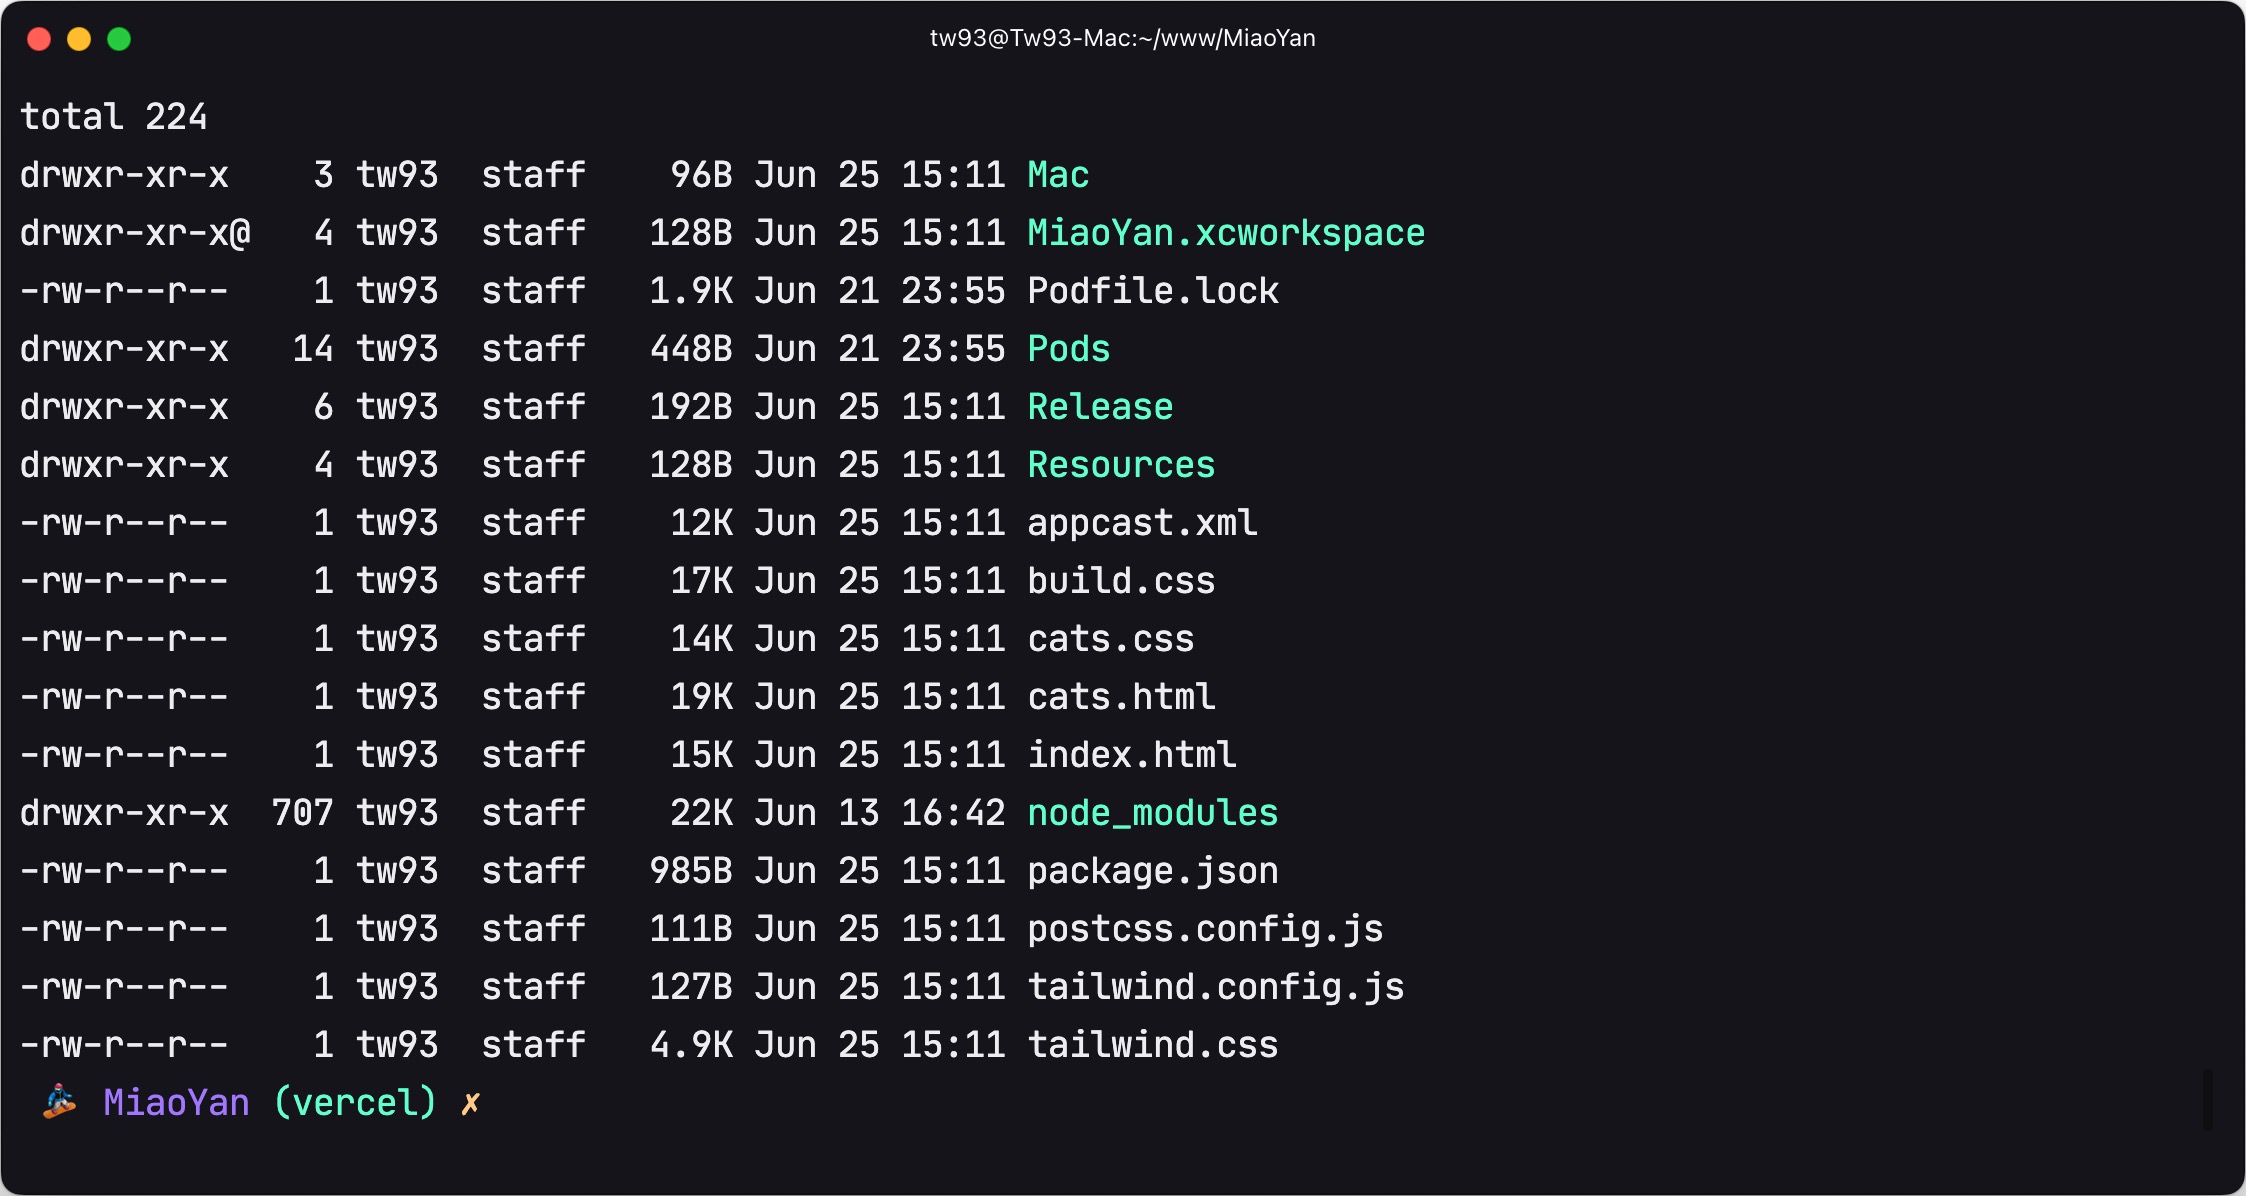 tw93@Tw93-Mac:~/www/MiaoYan
total 224
drwxr-xr-x    3 tw93  staff    96B Jun 25 15:11 Mac
drwxr-xr-x@   4 tw93  staff   128B Jun 25 15:11 MiaoYan.xcworkspace
-rw-r--r--    1 tw93  staff   1.9K Jun 21 23:55 Podfile.lock
drwxr-xr-x   14 tw93  staff   448B Jun 21 23:55 Pods
drwxr-xr-x    6 tw93  staff   192B Jun 25 15:11 Release
drwxr-xr-x    4 tw93  staff   128B Jun 25 15:11 Resources
-rw-r--r--    1 tw93  staff    12K Jun 25 15:11 appcast.xml
-rw-r--r--    1 tw93  staff    17K Jun 25 15:11 build.css
-rw-r--r--    1 tw93  staff    14K Jun 25 15:11 cats.css
-rw-r--r--    1 tw93  staff    19K Jun 25 15:11 cats.html
-rw-r--r--    1 tw93  staff    15K Jun 25 15:11 index.html
drwxr-xr-x  707 tw93  staff    22K Jun 13 16:42 node_modules
-rw-r--r--    1 tw93  staff   985B Jun 25 15:11 package.json
-rw-r--r--    1 tw93  staff   111B Jun 25 15:11 postcss.config.js
-rw-r--r--    1 tw93  staff   127B Jun 25 15:11 tailwind.config.js
-rw-r--r--    1 tw93  staff   4.9K Jun 25 15:11 tailwind.css
🏂 MiaoYan (vercel) ✗